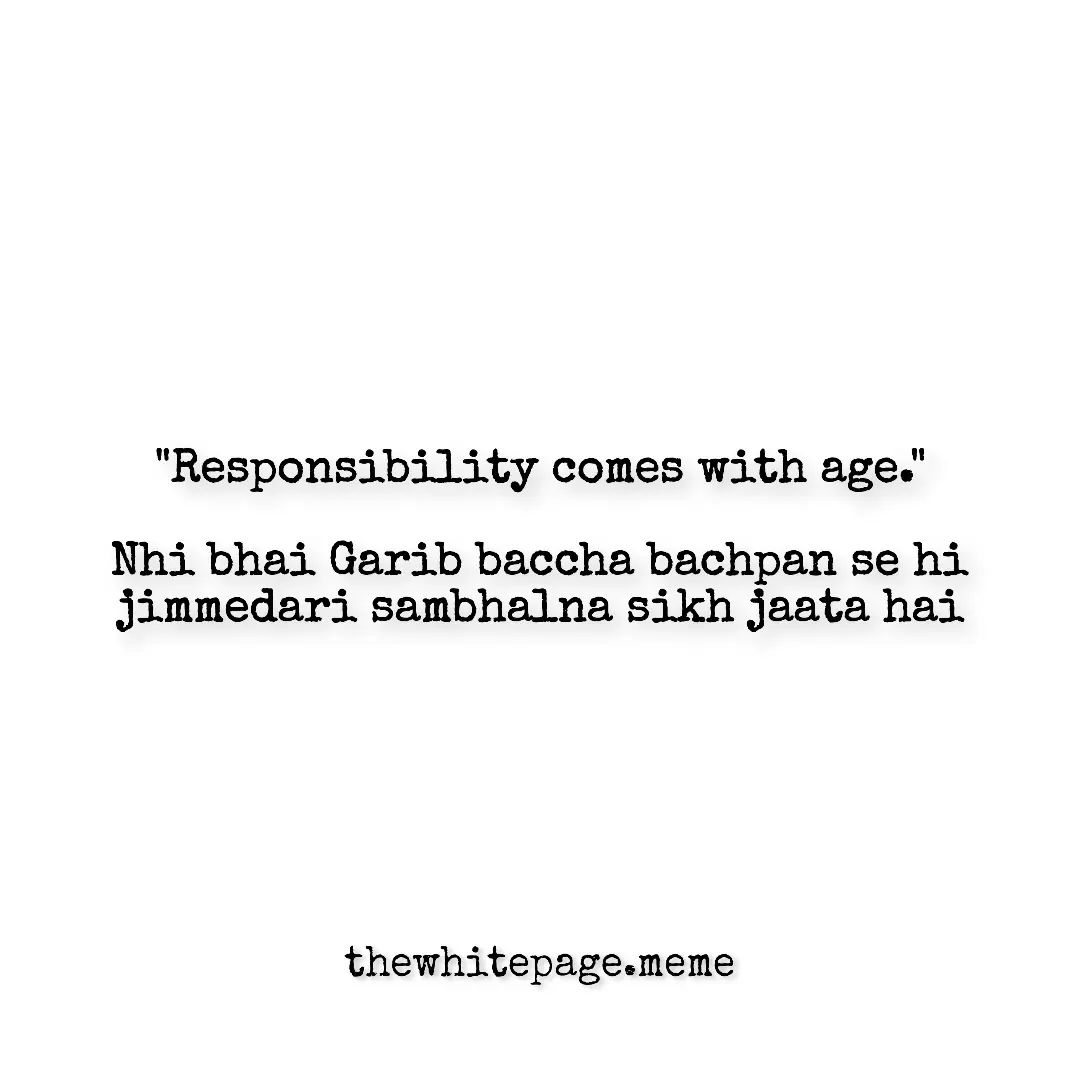 "Responsibility comes with age."
Nhi bhai Garib baccha bachpan se hi
jimmedari sambhalna sikh jaata hai
thewhitepage.meme